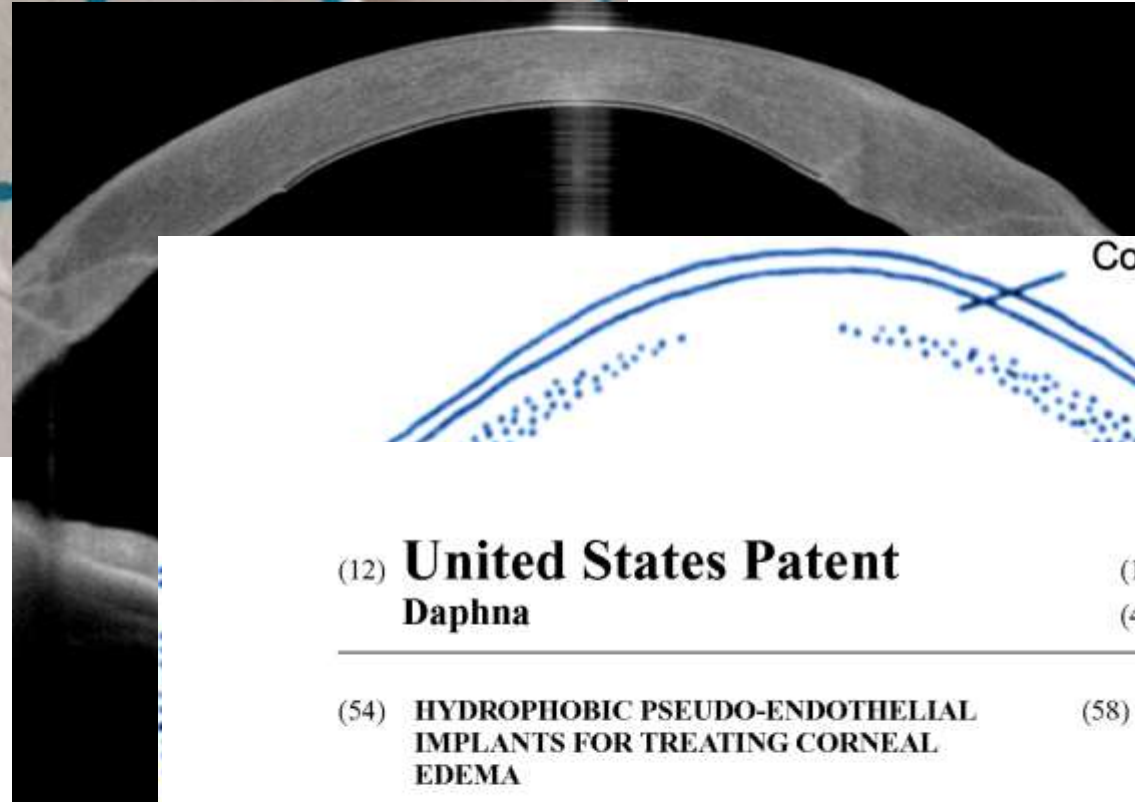 Co
(12) United States Patent
Daphna
(54) HYDROPHOBIC PSEUDO-ENDOTHELIAL
IMPLANTS FOR TREATING CORNEAL
EDEMA
(58)